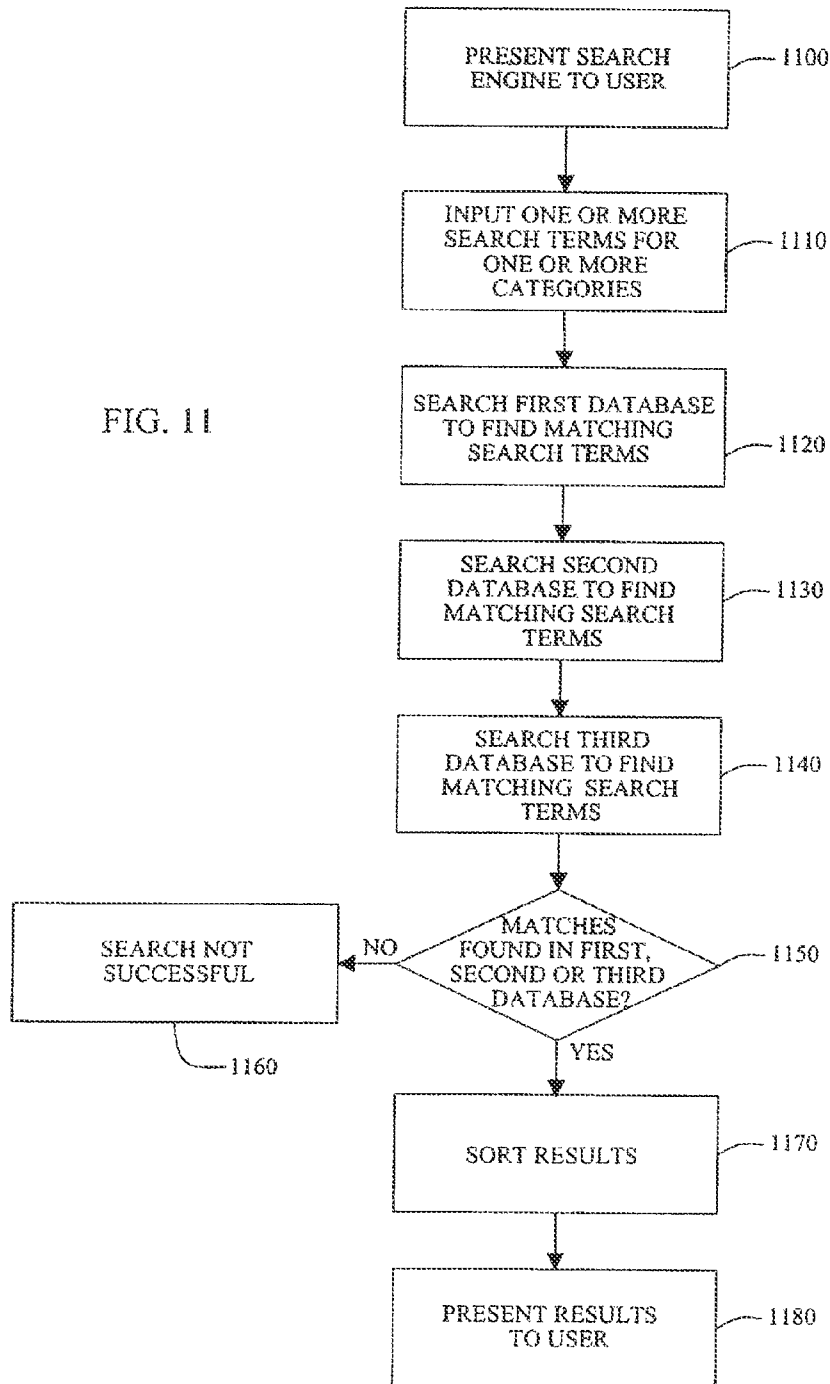 PRESENT SEARCH
ENGINE TO USER
1100
INPUT ONE OR MORE
SEARCH TERMS FOR
ONE OR MORE
CATEGORIES
1110
FIG. 11
SEARCH FIRST DATABASE
TO FIND MATCHING
SEARCH TERMS
1120
SEARCH SECOND
DATABASE TO FIND
MATCHING SEARCH
TERMS
1130
SEARCH THIRD
DATABASE TO FIND
MATCHING SEARCH
TERMS
1140
MATCHES
FOUND IN FIRST,
SECOND OR THIRD
DATABASE?
1150
NO
SEARCH NOT
SUCCESSFUL
1160
YES
SORT RESULTS
1170
PRESENT RESULTS
TO USER
1180